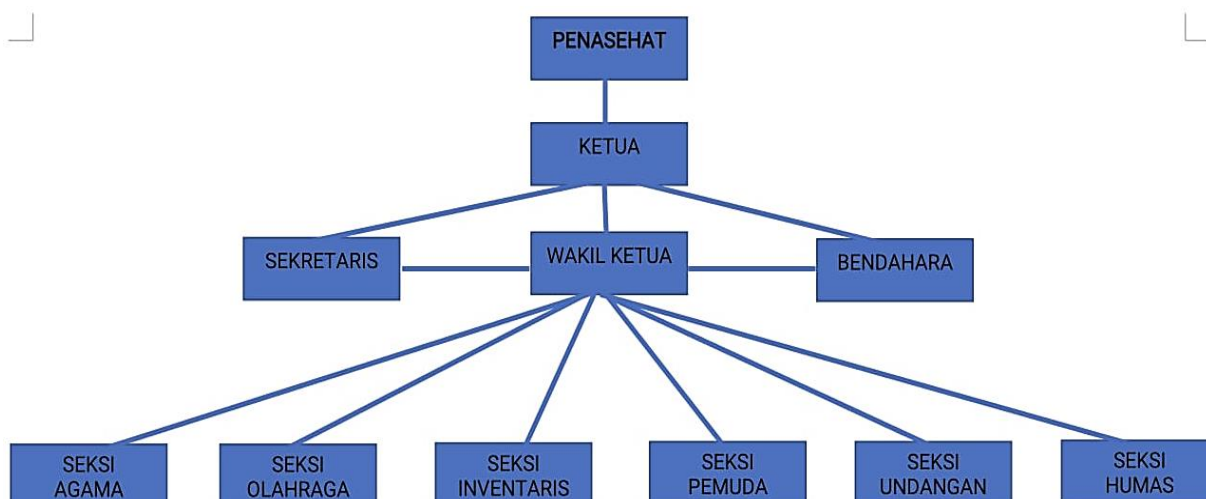 PENASEHAT
KETUA
SEKRETARIS
WAKIL KETUA
BENDAHARA
SEKSI
AGAMA
SEKSI
OLAHRAGA
SEKSI
INVENTARIS
SEKSI
PEMUDA
SEKSI
UNDANGAN
SEKSI
HUMAS